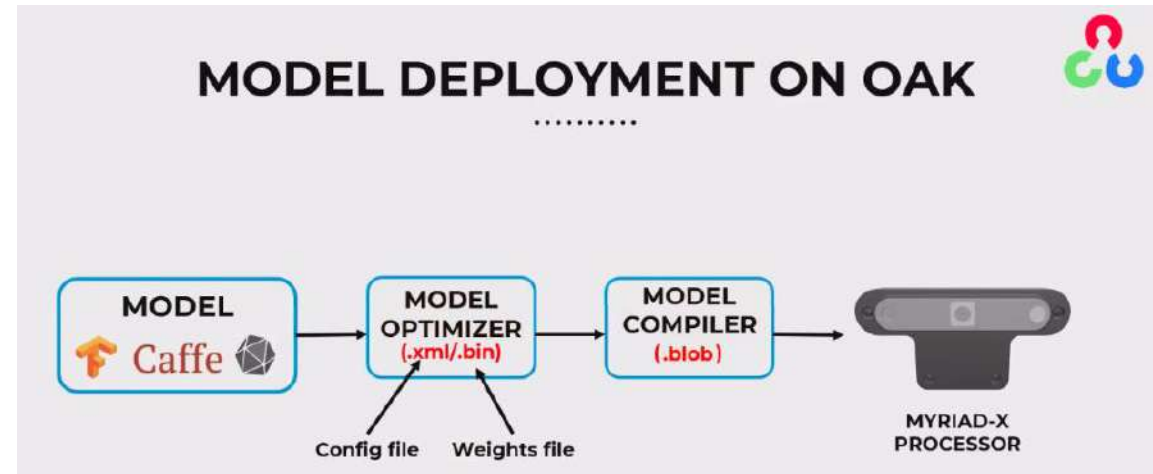 MODEL DEPLOYMENT ON OAK
MODEL
Caffe
MODEL
OPTIMIZER
(.xml/.bin)
MODEL
COMPILER
(.blob)
Config file
Weights file
MYRIAD-X
PROCESSOR